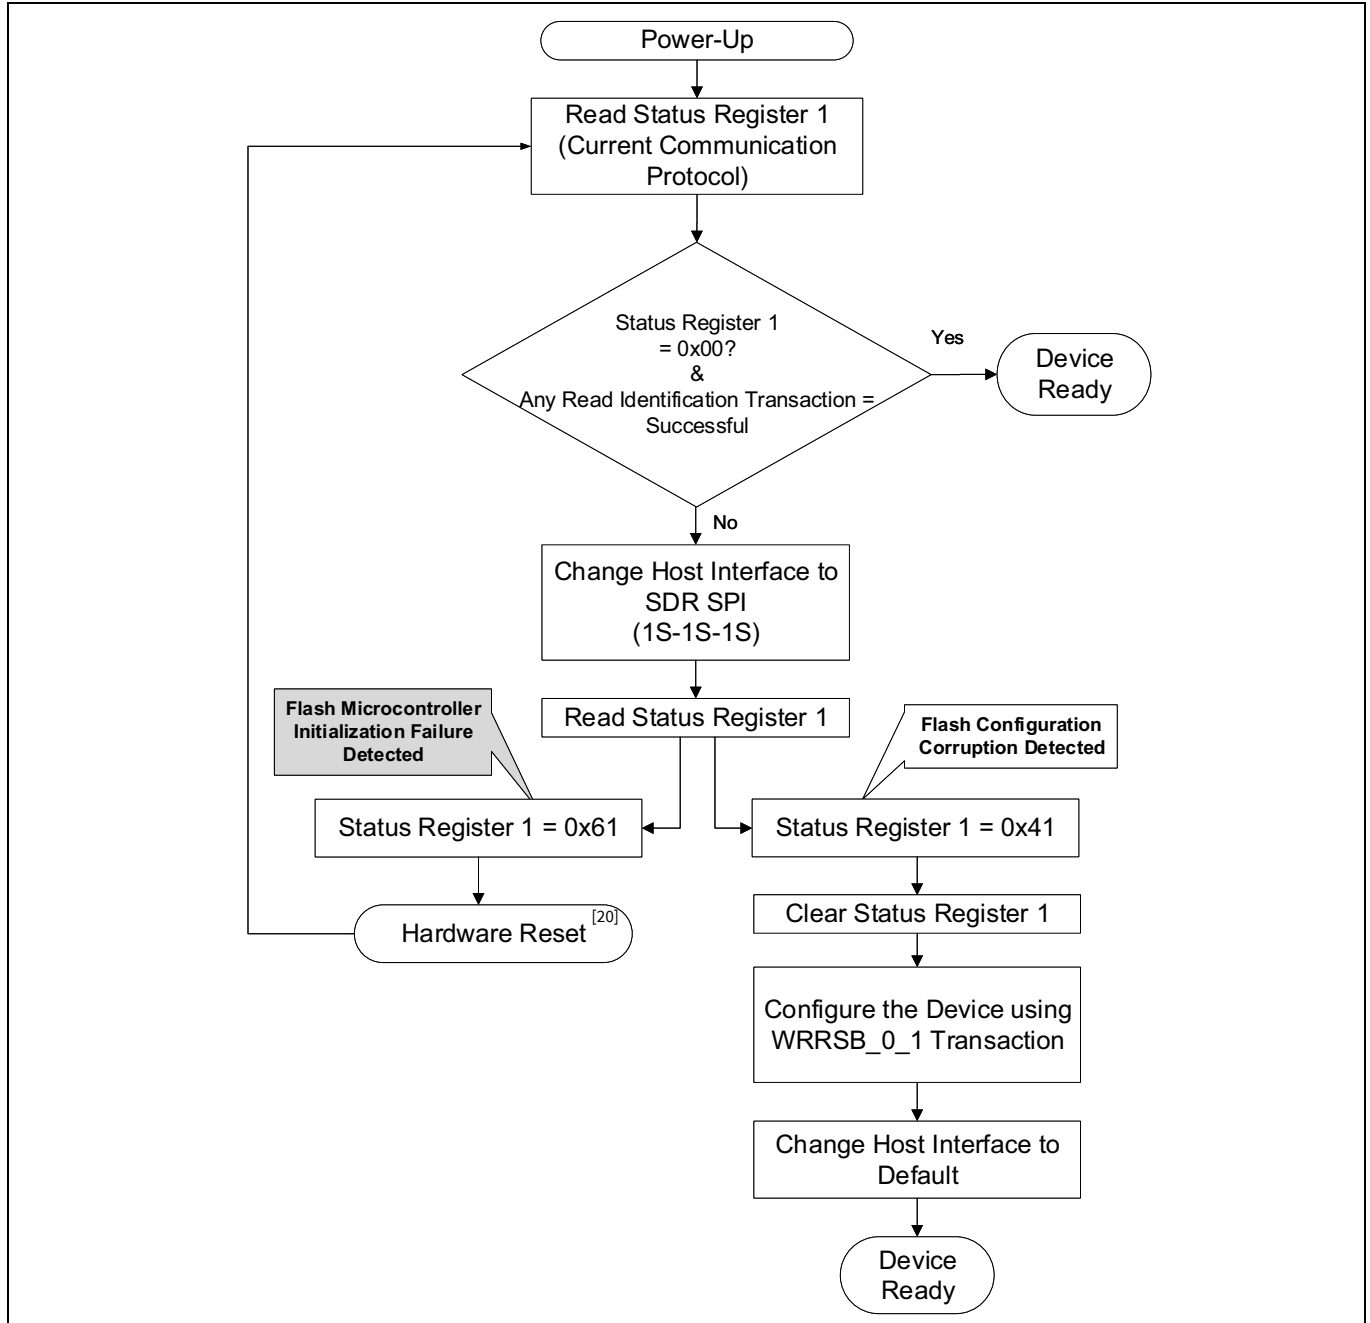 Power-Up
Read Status Register 1
(Current Communication
Protocol)
Status Register 1
= 0x00?
&
Any Read Identification Transaction =
Successful
Yes
Device
Ready
No
Change Host Interface to
SDR SPI
(1S-1S-1S)
Read Status Register 1
Flash Microcontroller
Initialization Failure
Detected
Flash Configuration
Corruption Detected
Status Register 1 = 0x61
Status Register 1 = 0x41
Hardware Reset [20]
Clear Status Register 1
Configure the Device using
WRRSB_0_1 Transaction
Change Host Interface to
Default
Device
Ready